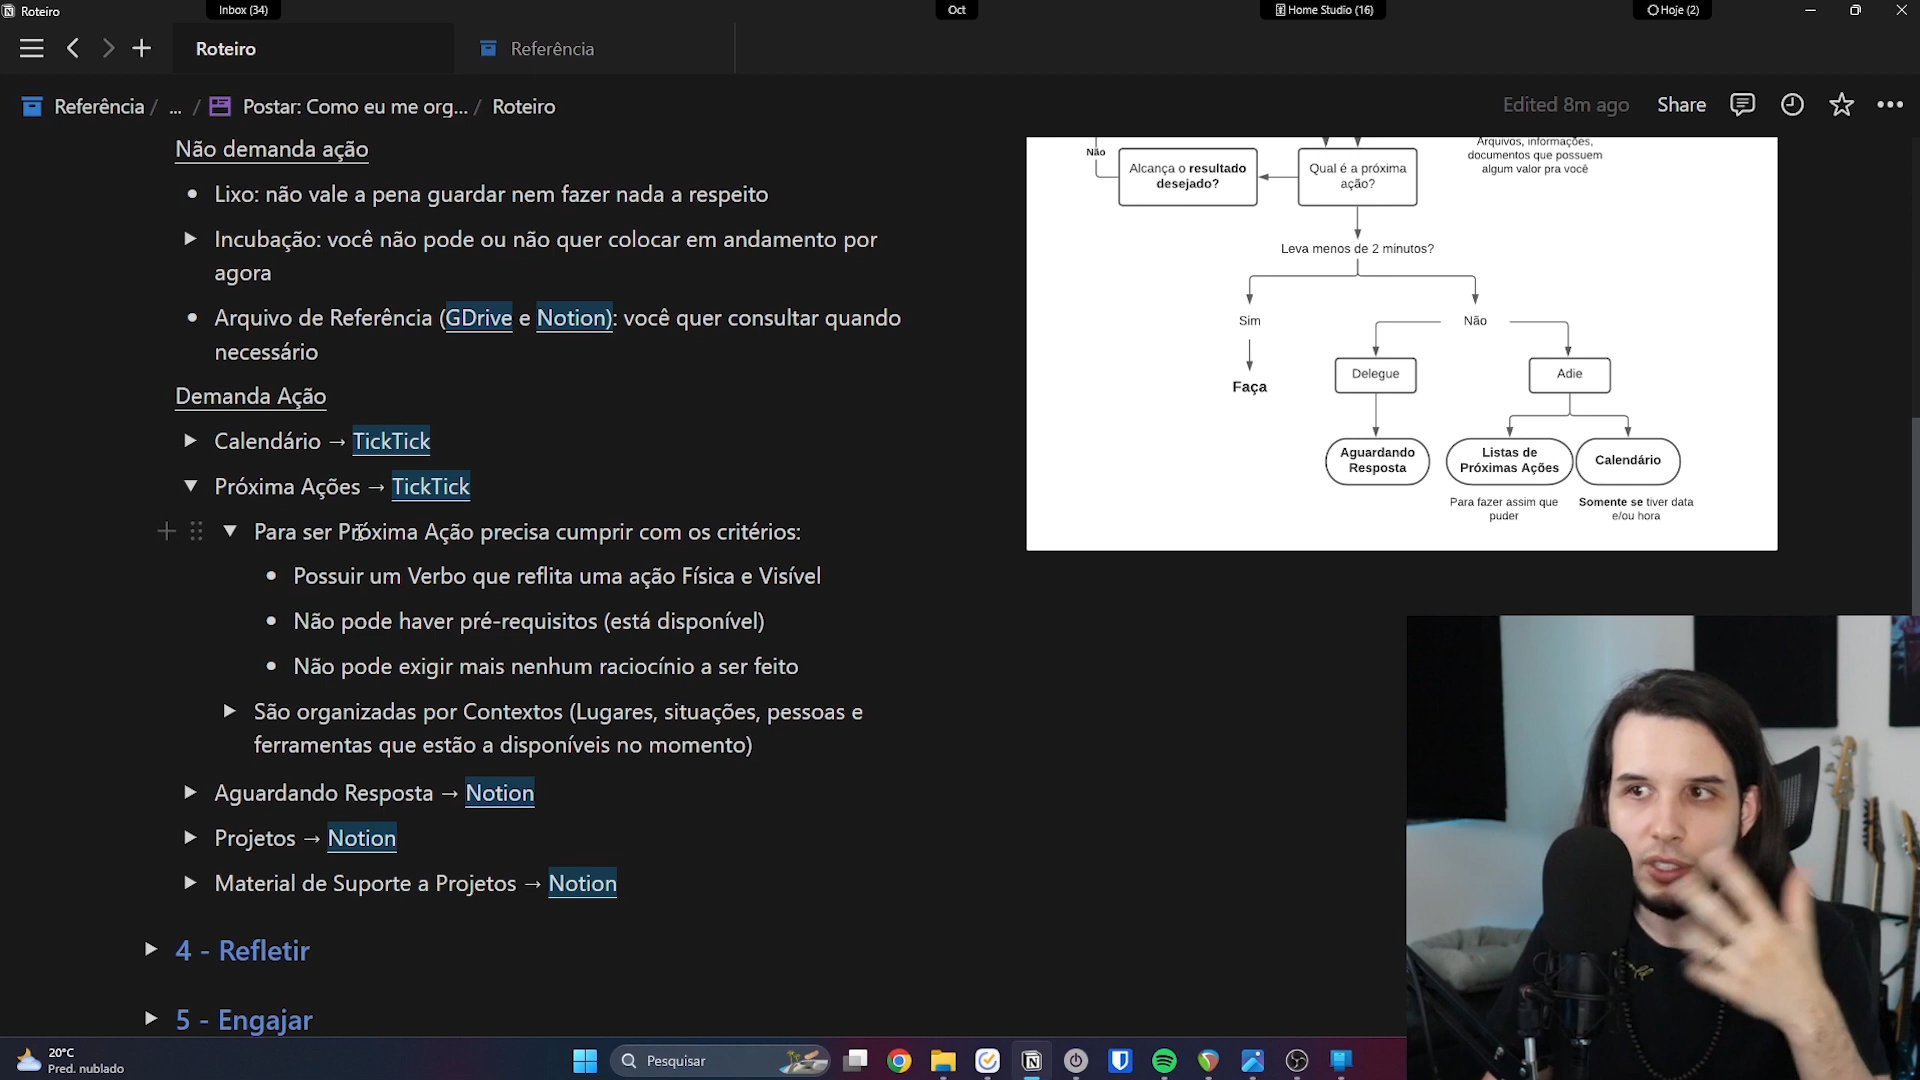 Roteiro
Inbox (34)
Oct
Home Studio (16)
Hoje (2)
Roteiro
Referência
Referência / ... / Postar: Como eu me org... / Roteiro
Edited 8m ago
Share
Não demanda ação
Lixo: não vale a pena guardar nem fazer nada a respeito
Incubação: você não pode ou não quer colocar em andamento por
agora
Arquivo de Referência (GDrive e Notion): você quer consultar quando
necessário
Demanda Ação
Calendário → TickTick
Próxima Ações → TickTick
Para ser Próxima Ação precisa cumprir com os critérios:
Possuir um Verbo que reflita uma ação Física e Visível
Não pode haver pré-requisitos (está disponível)
Não pode exigir mais nenhum raciocínio a ser feito
São organizadas por Contextos (Lugares, situações, pessoas e
ferramentas que estão a disponíveis no momento)
Aguardando Resposta → Notion
Projetos → Notion
Material de Suporte a Projetos → Notion
4 - Refletir
5 - Engajar
Não
Alcança o resultado
desejado?
Qual é a próxima
ação?
Arquivos, informações,
documentos que possuem
algum valor pra você
Leva menos de 2 minutos?
Sim
Não
Faça
Delegue
Adie
Aguardando
Resposta
Listas de
Próximas Ações
Calendário
Para fazer assim que
puder
Somente se tiver data
e/ou hora
20°C
Pred. nublado
Pesquisar